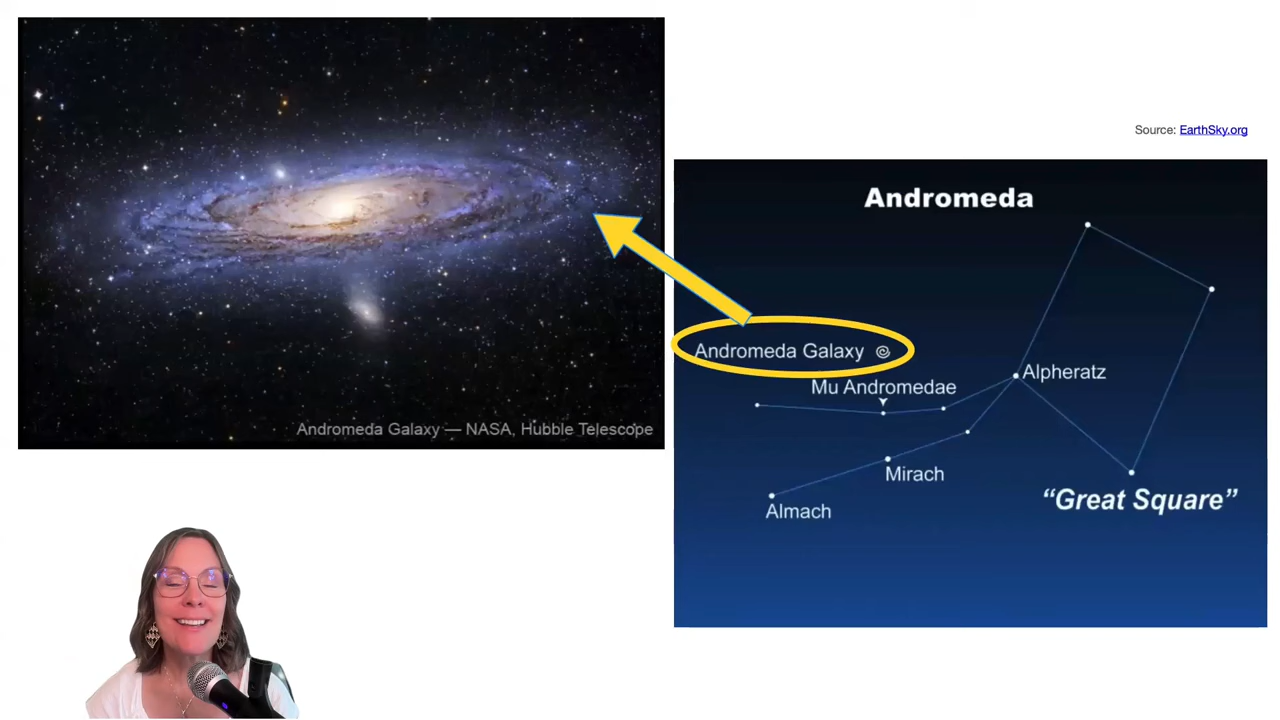 Source: EarthSky.org
Andromeda
Andromeda Galaxy
Mu Andromedae
Alpheratz
Mirach
Almach
“Great Square”
Andromeda Galaxy — NASA, Hubble Telescope